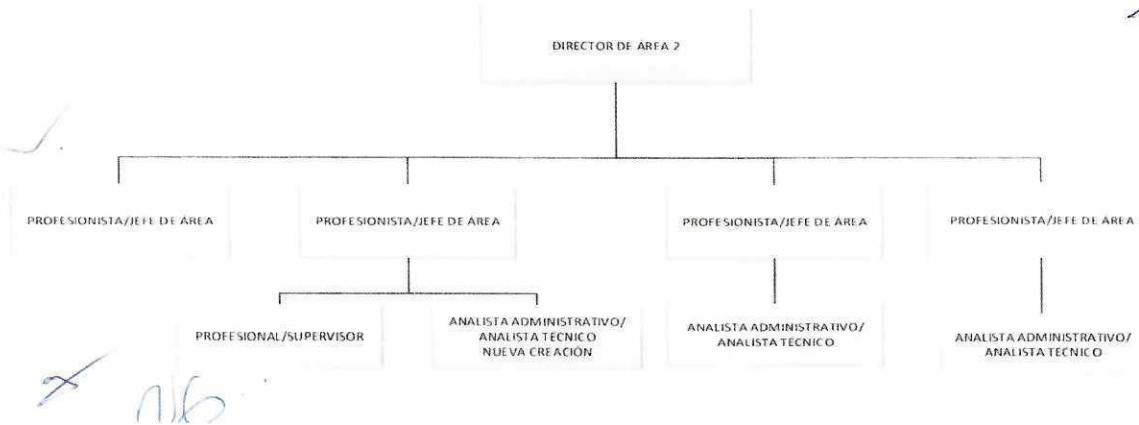 DIRECTOR DE ÁREA 2
PROFESIONISTA/JEFE DE ÁREA
PROFESIONISTA/JEFE DE ÁREA
PROFESIONISTA/JEFE DE ÁREA
PROFESIONISTA/JEFE DE ÁREA
PROFESIONAL/SUPERVISOR
ANALISTA ADMINISTRATIVO/
ANALISTA TÉCNICO
NUEVA CREACIÓN
ANALISTA ADMINISTRATIVO/
ANALISTA TÉCNICO
ANALISTA ADMINISTRATIVO/
ANALISTA TÉCNICO